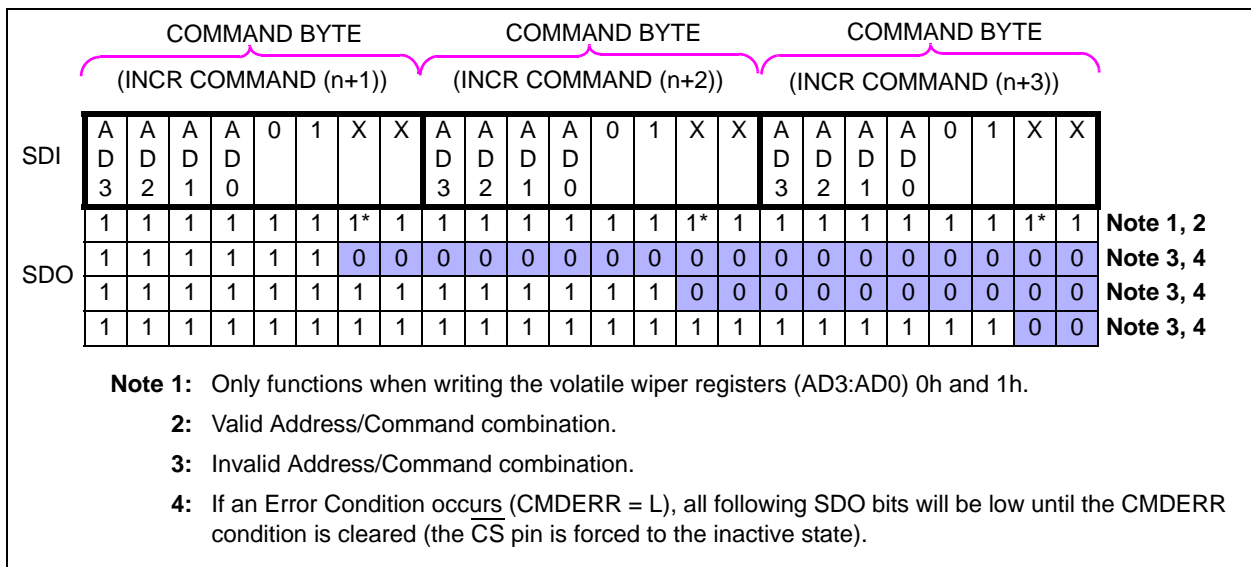 COMMAND BYTE COMMAND BYTE COMMAND BYTE
(INCR COMMAND (n+1)) (INCR COMMAND (n+2)) (INCR COMMAND (n+3))
SDI
A A A A 0 1 X X A A A A 0 1 X X A A A A 0 1 X X
D D D D D D D D D D D D
3 2 1 0 3 2 1 0 3 2 1 0
SDO
1 1 1 1 1 1 1* 1 1 1 1 1 1 1 1* 1 1 1 1 1 1 1 1* 1 Note 1, 2
1 1 1 1 1 1 0 0 0 0 0 0 0 0 0 0 0 0 0 0 0 0 0 0 Note 3, 4
1 1 1 1 1 1 1 1 1 1 1 1 1 1 0 0 0 0 0 0 0 0 0 0 Note 3, 4
1 1 1 1 1 1 1 1 1 1 1 1 1 1 1 1 1 1 1 1 1 1 0 0 Note 3, 4
Note 1: Only functions when writing the volatile wiper registers (AD3:AD0) 0h and 1h.
2: Valid Address/Command combination.
3: Invalid Address/Command combination.
4: If an Error Condition occurs (CMDERR = L), all following SDO bits will be low until the CMDERR
condition is cleared (the C̅S̅ pin is forced to the inactive state).